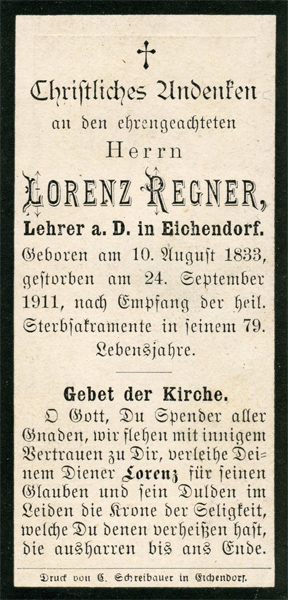 Christliches Andenken
an den ehrengeachteten
Herrn
LORENZ REGNER,
Lehrer a. D. in Eichendorf.
Geboren am 10. August 1833,
gestorben am 24. September
1911, nach Empfang der heil.
Sterbsakramente in seinem 79.
Lebensjahre.
Gebet der Kirche.
O Gott, Du Spender aller
Gnaden, wir flehen mit innigem
Vertrauen zu Dir, verleihe Dei-
nem Diener Lorenz für seinen
Glauben und sein Dulden im
Leiden die Krone der Seligkeit,
welche Du denen verheißen hast,
die ausharren bis ans Ende.
Druck von C. Schreibauer in Eichendorf.